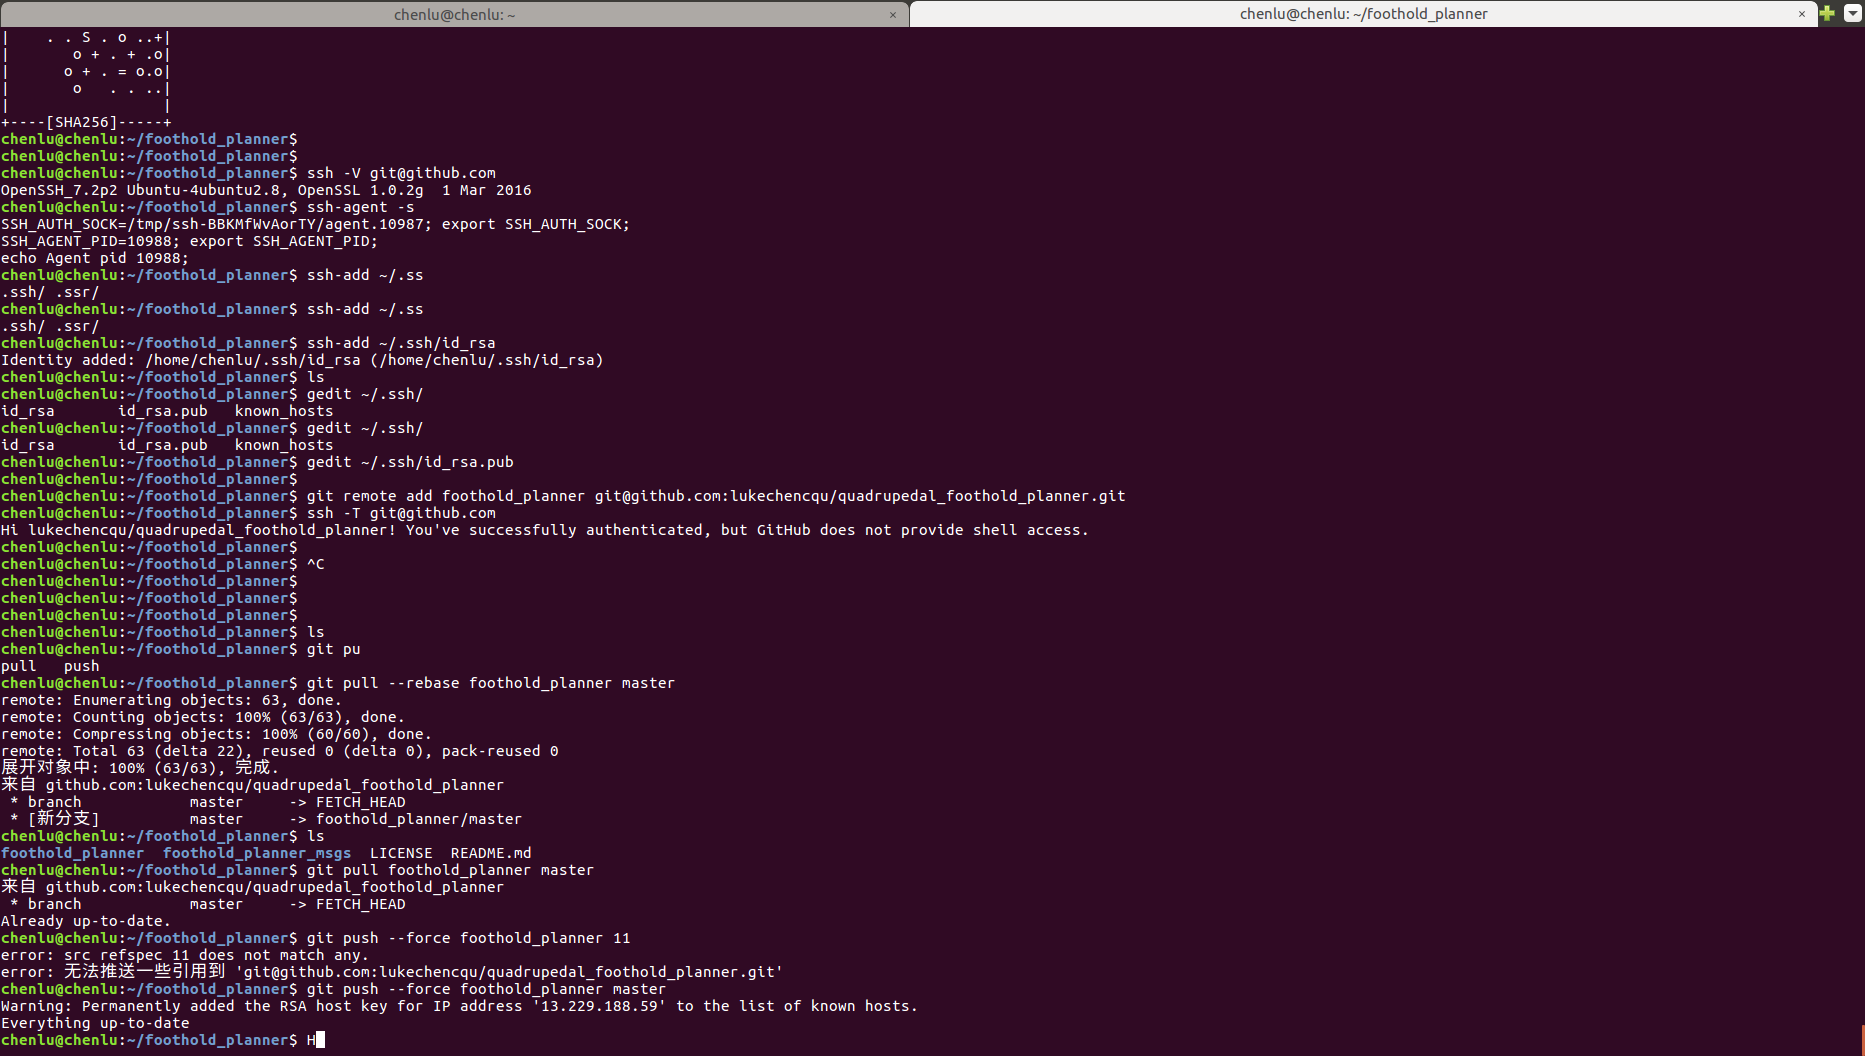 chenlu@chenlu: ~ ×
chenlu@chenlu: ~/foothold_planner ×
|    . . S . o ..+|
|       o + . + .o|
|      o + . = o.o|
|       o   . . ..|
|                 |
+----[SHA256]-----+
chenlu@chenlu:~/foothold_planner$
chenlu@chenlu:~/foothold_planner$
chenlu@chenlu:~/foothold_planner$ ssh -V git@github.com
OpenSSH_7.2p2 Ubuntu-4ubuntu2.8, OpenSSL 1.0.2g  1 Mar 2016
chenlu@chenlu:~/foothold_planner$ ssh-agent -s
SSH_AUTH_SOCK=/tmp/ssh-BBKMfWvAorTY/agent.10987; export SSH_AUTH_SOCK;
SSH_AGENT_PID=10988; export SSH_AGENT_PID;
echo Agent pid 10988;
chenlu@chenlu:~/foothold_planner$ ssh-add ~/.ss
.ssh/ .ssr/
chenlu@chenlu:~/foothold_planner$ ssh-add ~/.ss
.ssh/ .ssr/
chenlu@chenlu:~/foothold_planner$ ssh-add ~/.ssh/id_rsa
Identity added: /home/chenlu/.ssh/id_rsa (/home/chenlu/.ssh/id_rsa)
chenlu@chenlu:~/foothold_planner$ ls
chenlu@chenlu:~/foothold_planner$ gedit ~/.ssh/
id_rsa       id_rsa.pub   known_hosts
chenlu@chenlu:~/foothold_planner$ gedit ~/.ssh/
id_rsa       id_rsa.pub   known_hosts
chenlu@chenlu:~/foothold_planner$ gedit ~/.ssh/id_rsa.pub
chenlu@chenlu:~/foothold_planner$
chenlu@chenlu:~/foothold_planner$ git remote add foothold_planner git@github.com:lukechencqu/quadrupedal_foothold_planner.git
chenlu@chenlu:~/foothold_planner$ ssh -T git@github.com
Hi lukechencqu/quadrupedal_foothold_planner! You've successfully authenticated, but GitHub does not provide shell access.
chenlu@chenlu:~/foothold_planner$
chenlu@chenlu:~/foothold_planner$ ^C
chenlu@chenlu:~/foothold_planner$
chenlu@chenlu:~/foothold_planner$
chenlu@chenlu:~/foothold_planner$
chenlu@chenlu:~/foothold_planner$ ls
chenlu@chenlu:~/foothold_planner$ git pu
pull   push
chenlu@chenlu:~/foothold_planner$ git pull --rebase foothold_planner master
remote: Enumerating objects: 63, done.
remote: Counting objects: 100% (63/63), done.
remote: Compressing objects: 100% (60/60), done.
remote: Total 63 (delta 22), reused 0 (delta 0), pack-reused 0
展开对象中: 100% (63/63), 完成.
来自 github.com:lukechencqu/quadrupedal_foothold_planner
 * branch            master     -> FETCH_HEAD
 * [新分支]          master     -> foothold_planner/master
chenlu@chenlu:~/foothold_planner$ ls
foothold_planner  foothold_planner_msgs  LICENSE  README.md
chenlu@chenlu:~/foothold_planner$ git pull foothold_planner master
来自 github.com:lukechencqu/quadrupedal_foothold_planner
 * branch            master     -> FETCH_HEAD
Already up-to-date.
chenlu@chenlu:~/foothold_planner$ git push --force foothold_planner 11
error: src refspec 11 does not match any.
error: 无法推送一些引用到 'git@github.com:lukechencqu/quadrupedal_foothold_planner.git'
chenlu@chenlu:~/foothold_planner$ git push --force foothold_planner master
Warning: Permanently added the RSA host key for IP address '13.229.188.59' to the list of known hosts.
Everything up-to-date
chenlu@chenlu:~/foothold_planner$ H